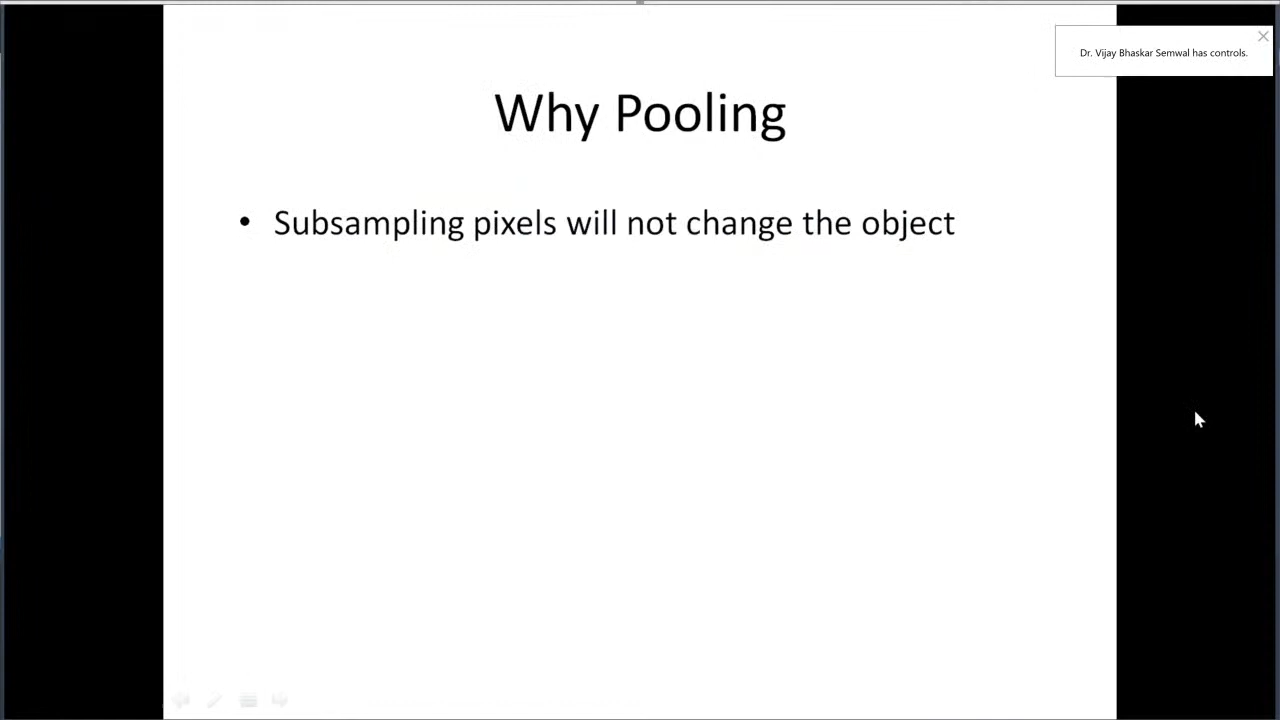 Dr. Vijay Bhaskar Semwal has controls.
Why Pooling
• Subsampling pixels will not change the object